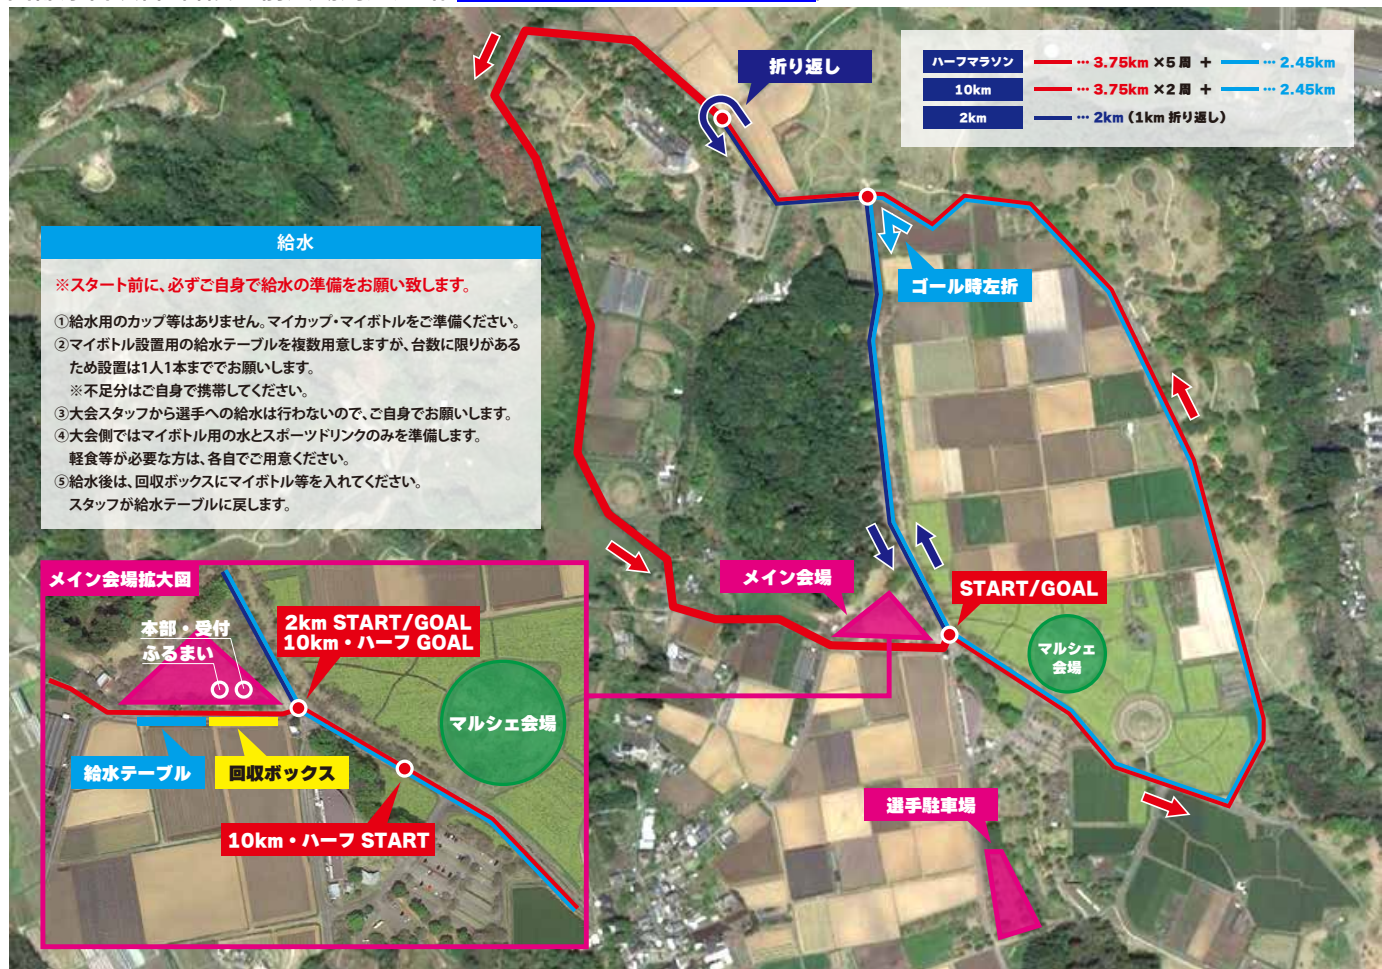 折り返し
ハーフマラソン … 3.75km ×5 周 + … 2.45km
10km … 3.75km ×2 周 + … 2.45km
2km … 2km（1km 折り返し）
給水
※スタート前に、必ずご自身で給水の準備をお願い致します。
①給水用のカップ等はありません。マイカップ・マイボトルをご準備ください。
②マイボトル設置用の給水テーブルを複数用意しますが、台数に限りがある
ため設置は1人1本まででお願いします。
※不足分はご自身で携帯してください。
③大会スタッフから選手への給水は行わないので、ご自身でお願いします。
④大会側ではマイボトル用の水とスポーツドリンクのみを準備します。
軽食等が必要な方は、各自でご用意ください。
⑤給水後は、回収ボックスにマイボトル等を入れてください。
スタッフが給水テーブルに戻します。
ゴール時左折
メイン会場
START/GOAL
マルシェ
会場
選手駐車場
メイン会場拡大図
本部・受付
ふるまい
2km START/GOAL
10km・ハーフ GOAL
マルシェ会場
給水テーブル
回収ボックス
10km・ハーフ START